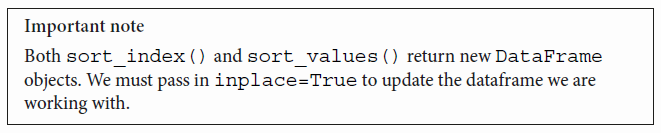 Important note
Both sort_index() and sort_values() return new DataFrame
objects. We must pass in inplace=True to update the dataframe we are
working with.